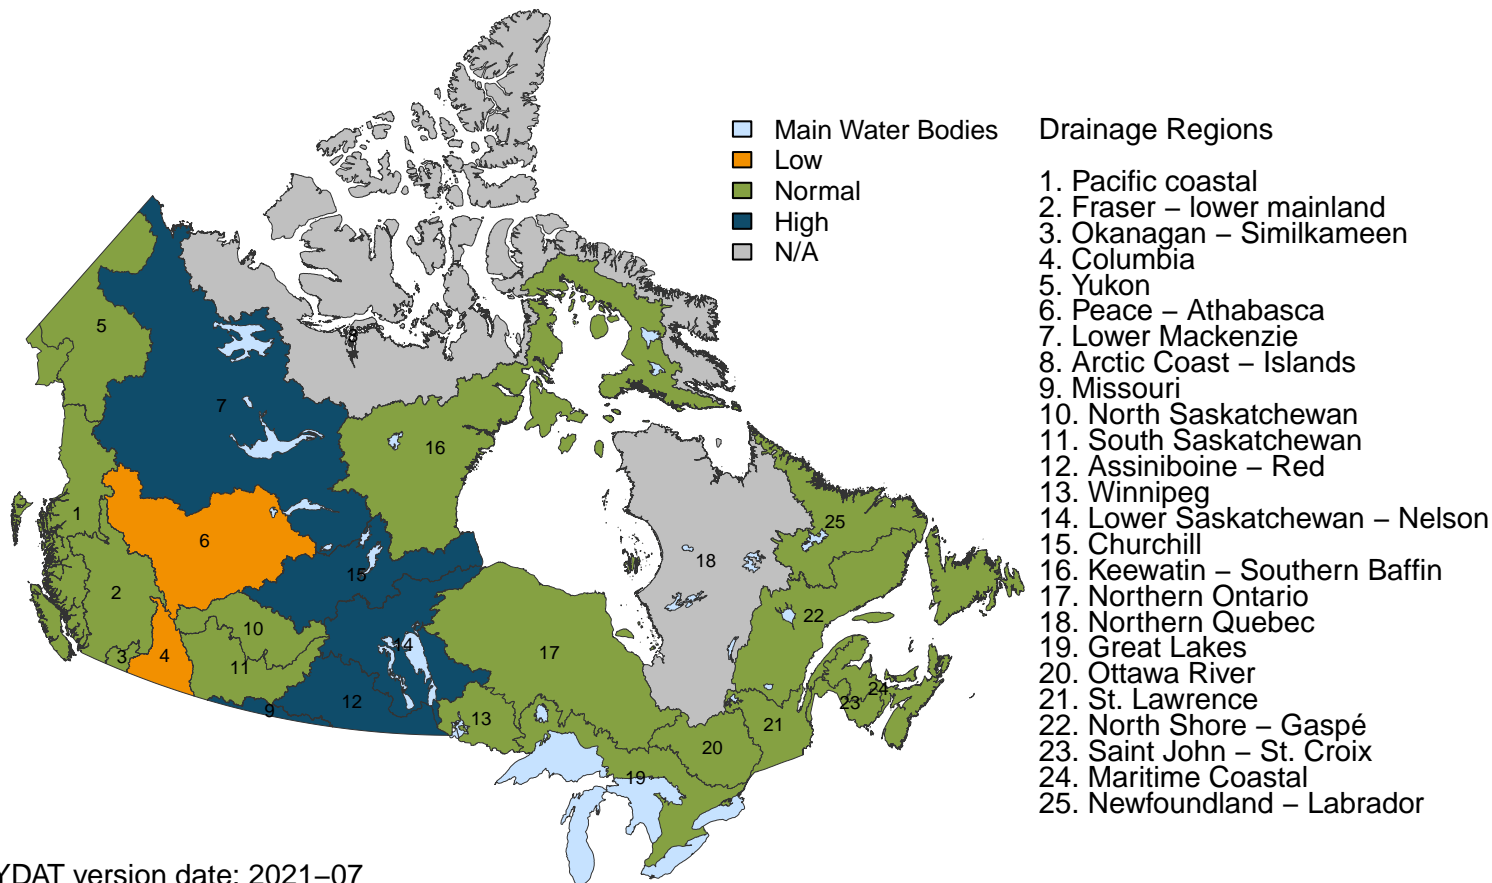 Main Water Bodies
Low
Normal
High
N/A
Drainage Regions
1. Pacific coastal
2. Fraser – lower mainland
3. Okanagan – Similkameen
4. Columbia
5. Yukon
6. Peace – Athabasca
7. Lower Mackenzie
8. Arctic Coast – Islands
9. Missouri
10. North Saskatchewan
11. South Saskatchewan
12. Assiniboine – Red
13. Winnipeg
14. Lower Saskatchewan – Nelson
15. Churchill
16. Keewatin – Southern Baffin
17. Northern Ontario
18. Northern Quebec
19. Great Lakes
20. Ottawa River
21. St. Lawrence
22. North Shore – Gaspé
23. Saint John – St. Croix
24. Maritime Coastal
25. Newfoundland – Labrador
5
8
7
16
1
6
25
18
15
2
22
10
14
3
4
11
17
9
12
13
23
24
21
20
19
YDAT version date: 2021–07